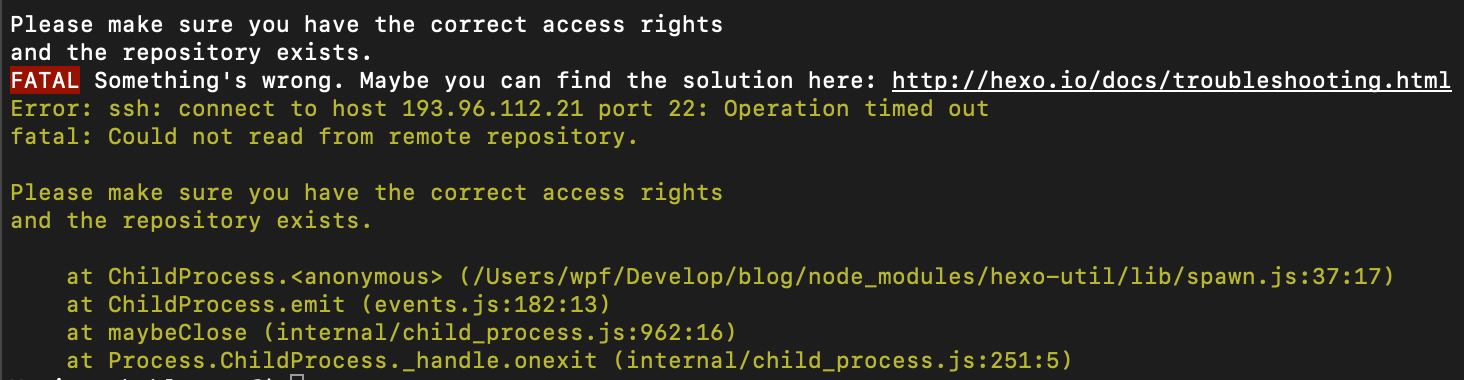 Please make sure you have the correct access rights
and the repository exists.
FATAL Something's wrong. Maybe you can find the solution here: http://hexo.io/docs/troubleshooting.html
Error: ssh: connect to host 193.96.112.21 port 22: Operation timed out
fatal: Could not read from remote repository.
Please make sure you have the correct access rights
and the repository exists.
at ChildProcess.<anonymous> (/Users/wpf/Develop/blog/node_modules/hexo-util/lib/spawn.js:37:17)
at ChildProcess.emit (events.js:182:13)
at maybeClose (internal/child_process.js:962:16)
at Process.ChildProcess._handle.onexit (internal/child_process.js:251:5)